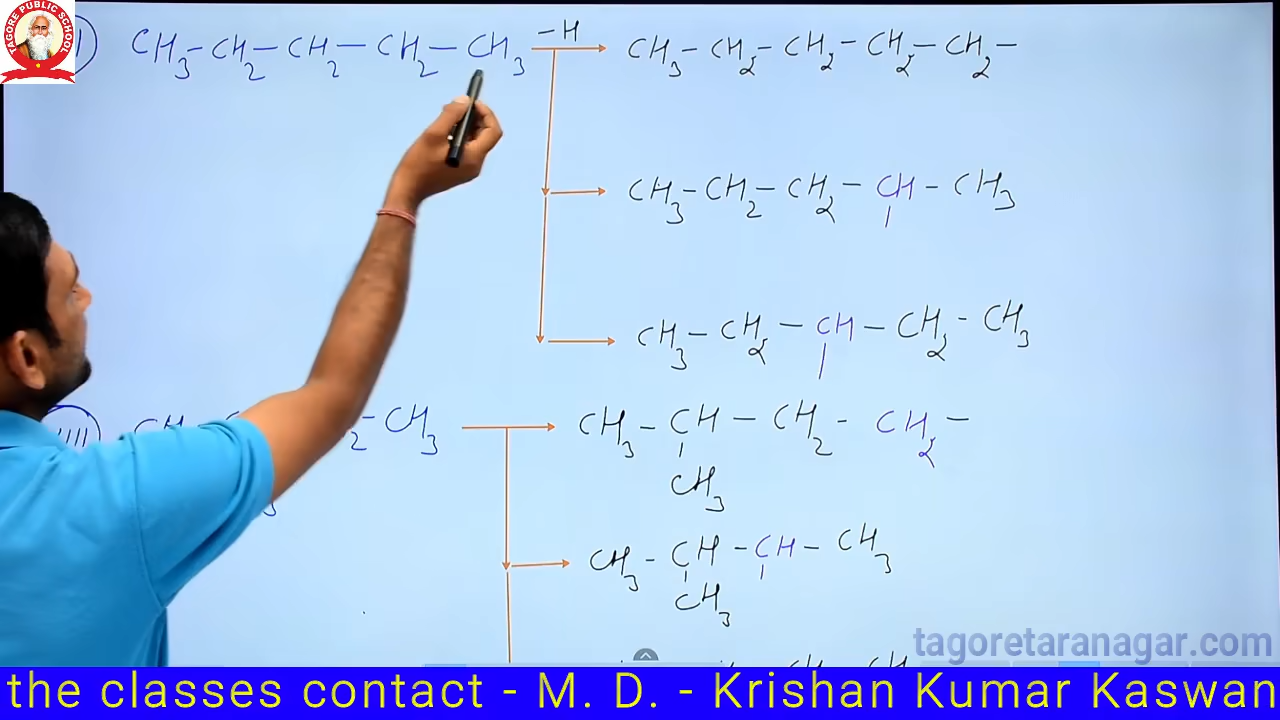 TAGORE PUBLIC SCHOOL
CH3-CH2-CH2-CH2-CH3 -H CH3-CH2-CH2-CH2-CH2-
CH3-CH2-CH2-CH-CH3
CH3-CH2-CH-CH2-CH3
2-CH3 CH3-CH-CH2-CH2-
CH3
CH3-CH-CH-CH3
CH3
tagoretaranagar.com
the classes contact - M. D. - Krishan Kumar Kaswan